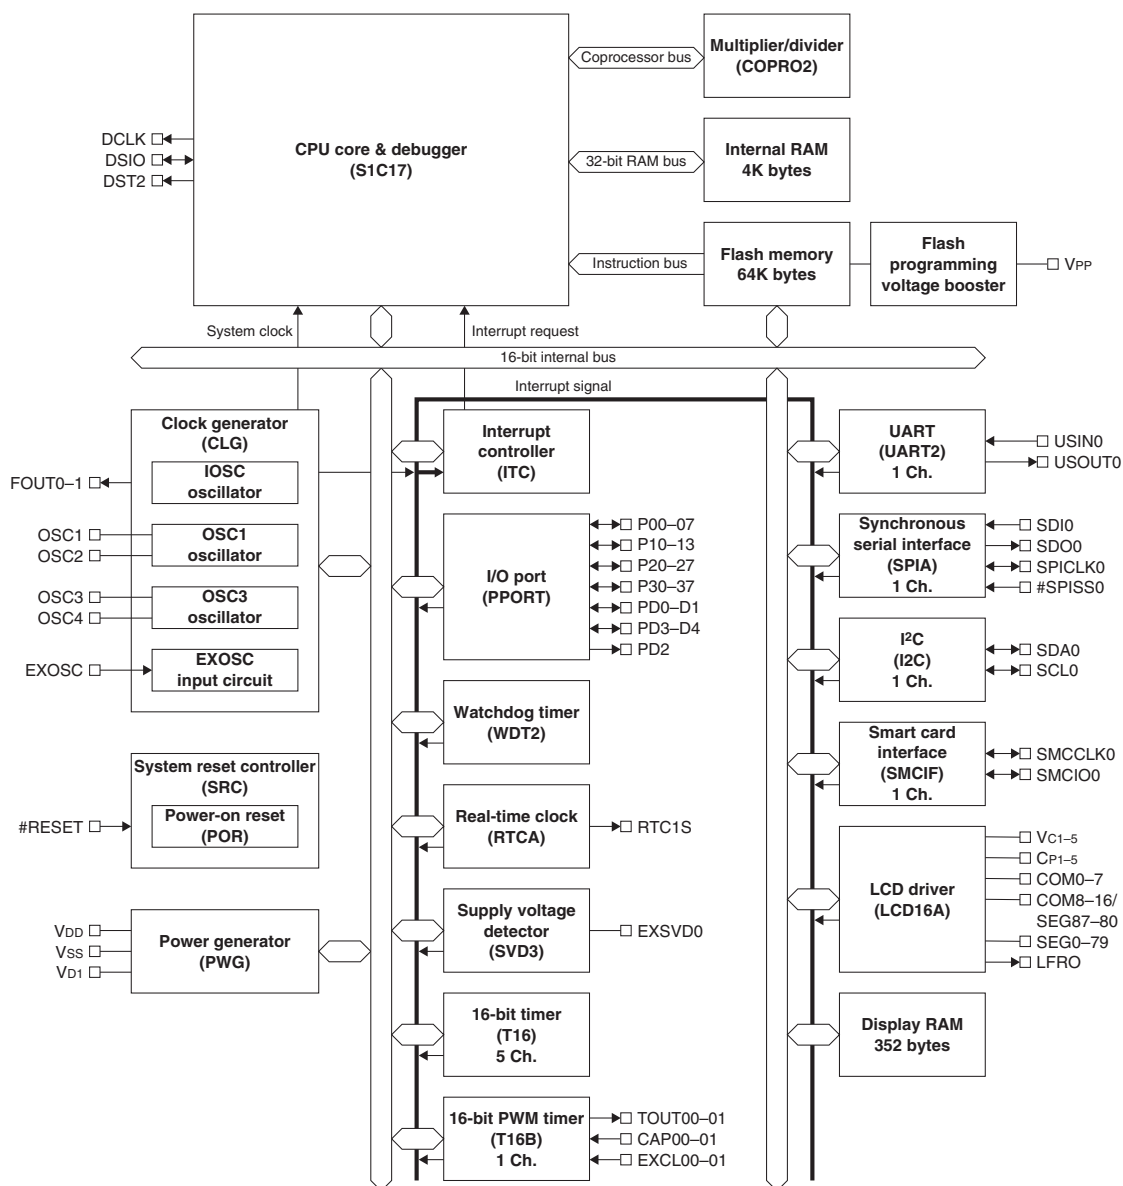 CPU core & debugger
(S1C17)
DCLK
DSIO
DST2
Coprocessor bus
Multiplier/divider
(COPRO2)
32-bit RAM bus
Internal RAM
4K bytes
Instruction bus
Flash memory
64K bytes
Flash
programming
voltage booster
VPP
System clock
Interrupt request
16-bit internal bus
Interrupt signal
Clock generator
(CLG)
IOSC
oscillator
OSC1
oscillator
OSC3
oscillator
EXOSC
input circuit
FOUT0–1
OSC1
OSC2
OSC3
OSC4
EXOSC
System reset controller
(SRC)
Power-on reset
(POR)
#RESET
Power generator
(PWG)
VDD
VSS
VD1
Interrupt
controller
(ITC)
I/O port
(PPORT)
P00–07
P10–13
P20–27
P30–37
PD0–D1
PD3–D4
PD2
Watchdog timer
(WDT2)
Real-time clock
(RTCA)
RTC1S
Supply voltage
detector
(SVD3)
EXSVD0
16-bit timer
(T16)
5 Ch.
16-bit PWM timer
(T16B)
1 Ch.
TOUT00–01
CAP00–01
EXCL00–01
UART
(UART2)
1 Ch.
USIN0
USOUT0
Synchronous
serial interface
(SPIA)
1 Ch.
SDI0
SDO0
SPICLK0
#SPISS0
I²C
(I2C)
1 Ch.
SDA0
SCL0
Smart card
interface
(SMCIF)
1 Ch.
SMCCLK0
SMCIO0
LCD driver
(LCD16A)
VC1–5
CP1–5
COM0–7
COM8–16/
SEG87–80
SEG0–79
LFRO
Display RAM
352 bytes